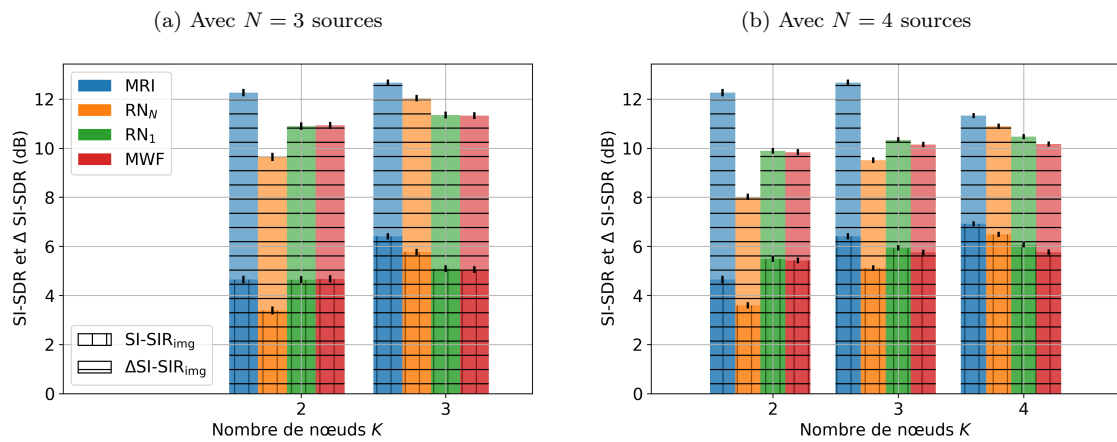 (a) Avec N = 3 sources
SI-SDR et Δ SI-SDR (dB)
12
10
8
6
4
2
0
MRI
RN_N
RN_1
MWF
SI-SIR_img
ΔSI-SIR_img
2 3
Nombre de nœuds K
(b) Avec N = 4 sources
SI-SDR et Δ SI-SDR (dB)
12
10
8
6
4
2
0
2 3 4
Nombre de nœuds K